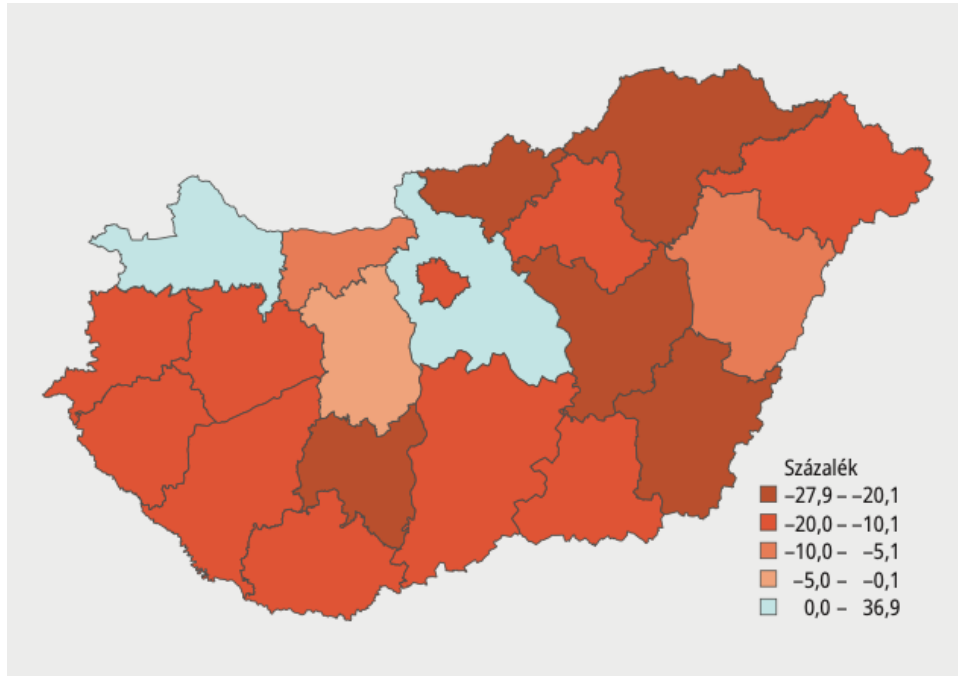 Százalék
–27,9 – –20,1
–20,0 – –10,1
–10,0 – –5,1
–5,0 – –0,1
0,0 – 36,9